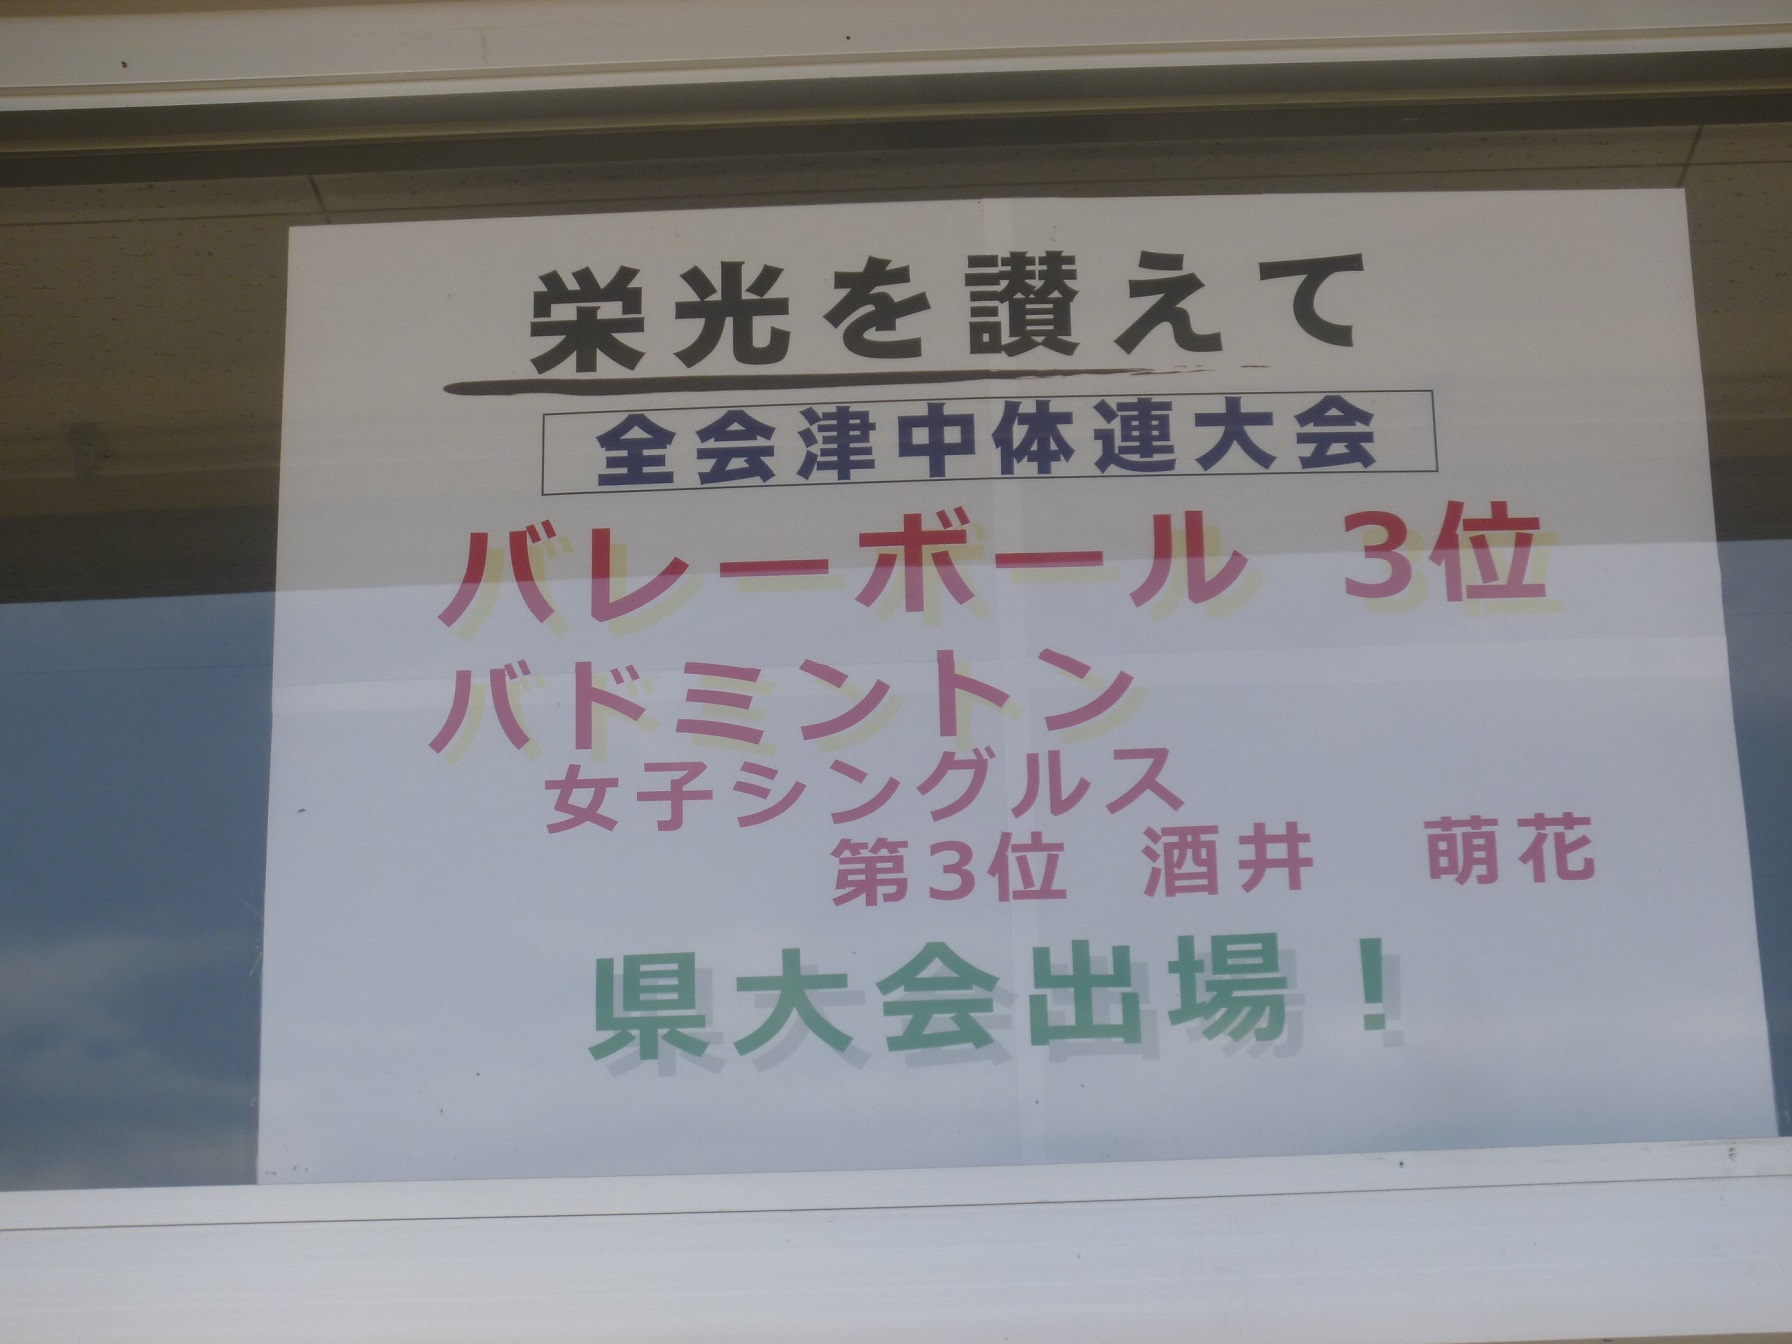 栄光を讃えて
全会津中体連大会
バレーボール 3位
バドミントン
女子シングルス
第3位 酒井 萌花
県大会出場！